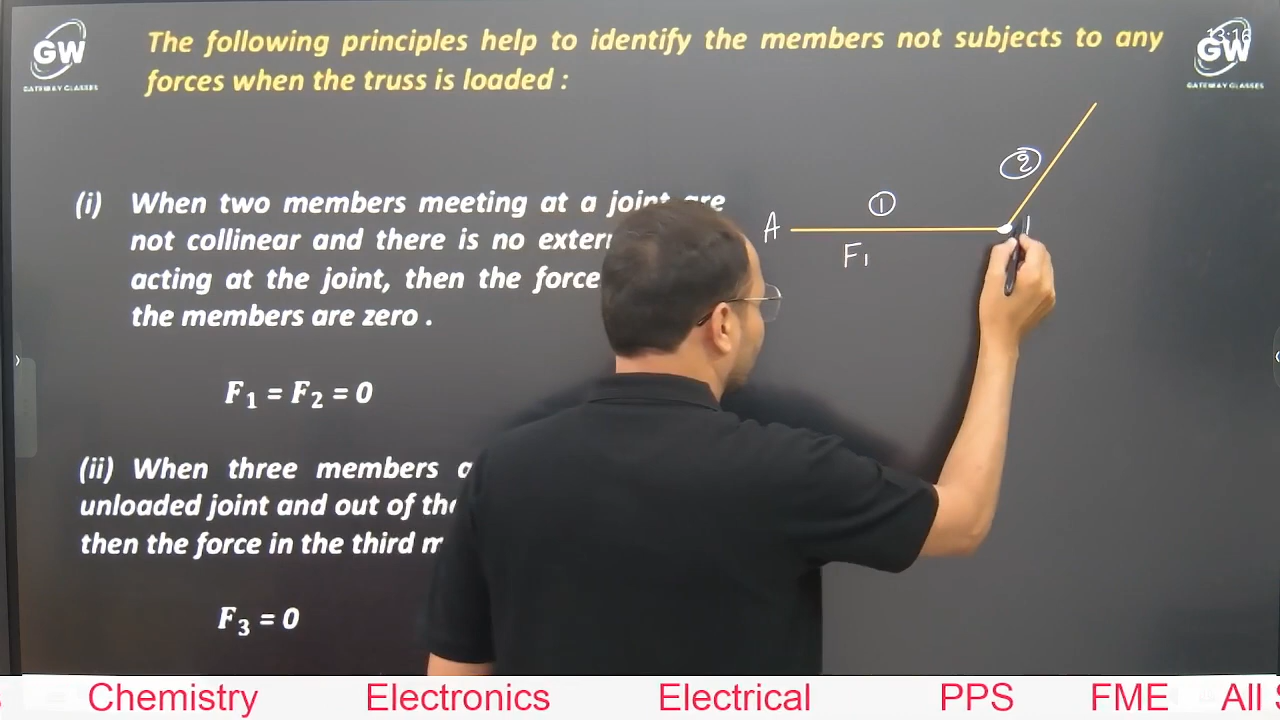 The following principles help to identify the members not subjects to any
forces when the truss is loaded :
GW
GATEWAY CLASSES
13:16
GW
GATEWAY CLASSES
(i) When two members meeting at a joint are
not collinear and there is no
acting at the joint, then the force
the members are zero .
F₁ = F₂ = 0
(ii) When three members
unloaded joint and out of
then the force in the third
F₃ = 0
A
①
②
F₁
Chemistry Electronics Electrical PPS FME All